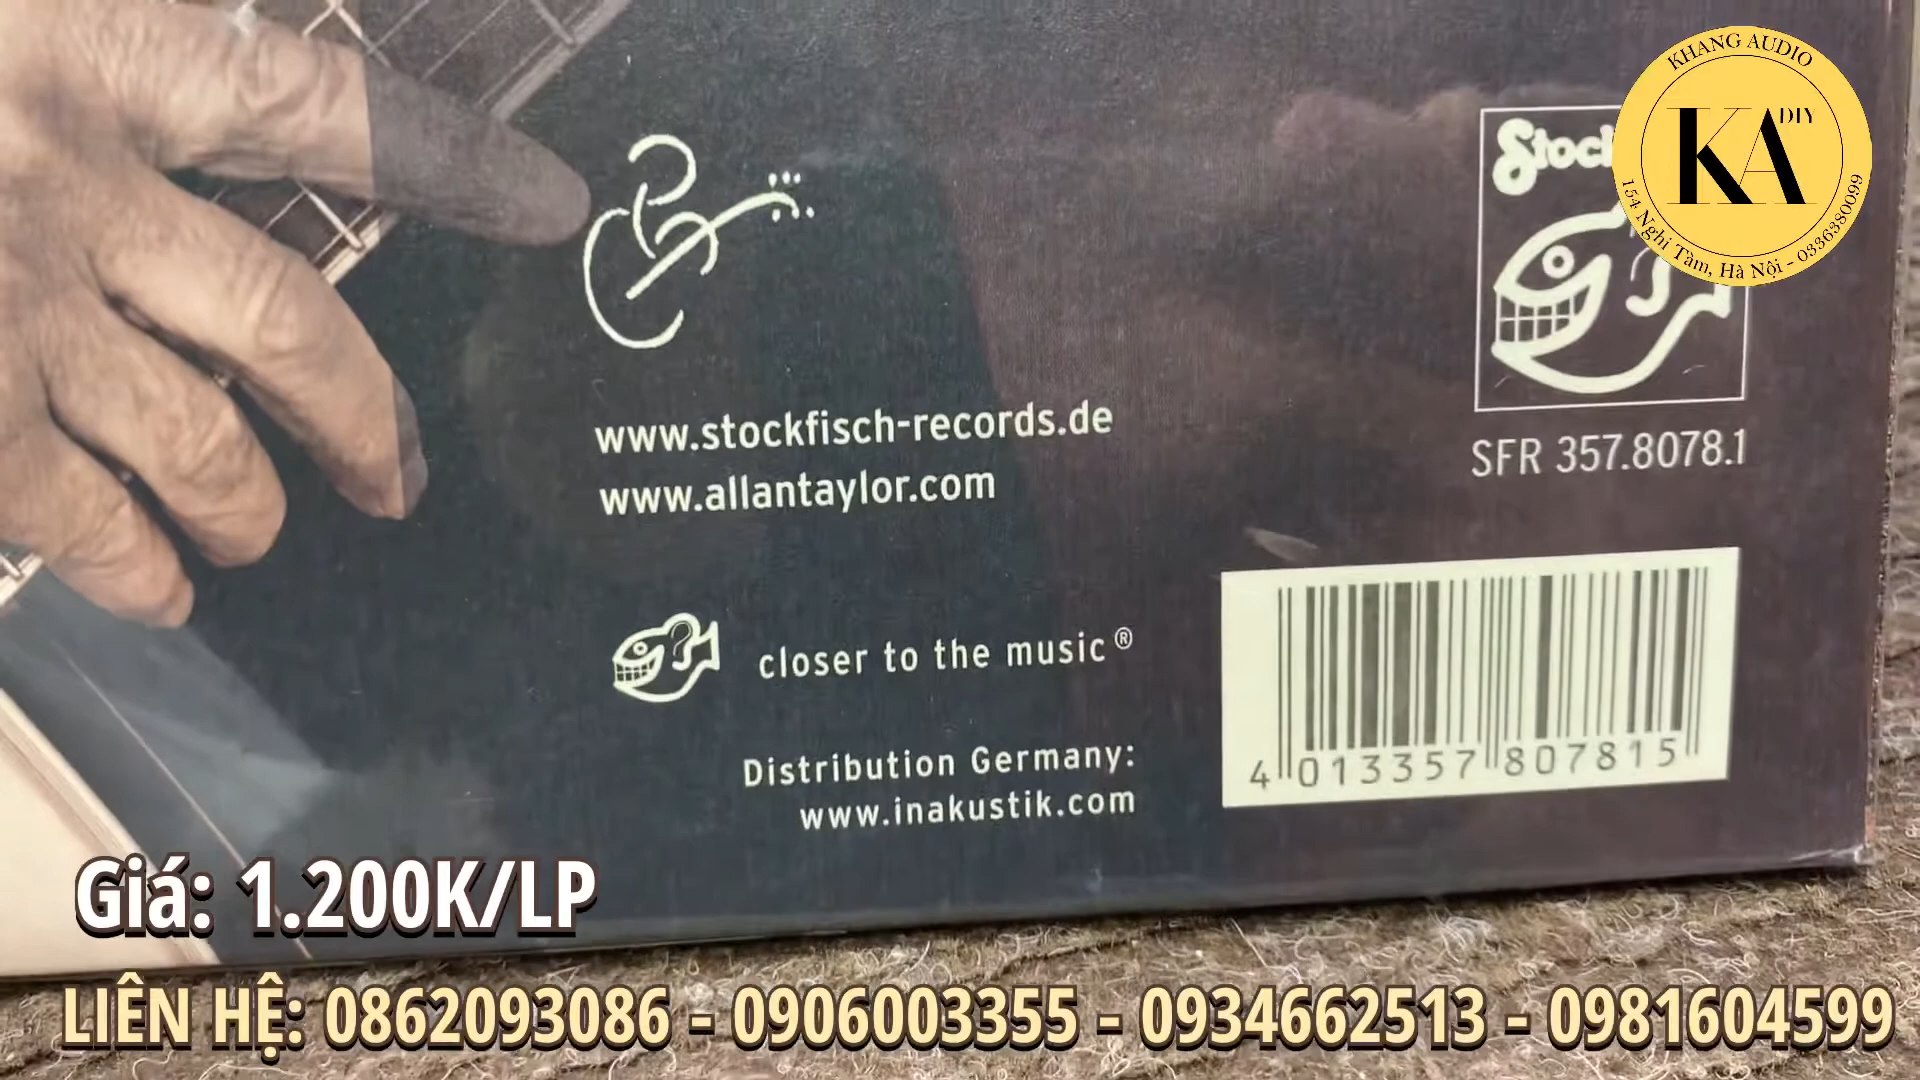 KHANG AUDIO
KA DIY
154 Nghi Tàm, Hà Nội - 0336380099
www.stockfisch-records.de
www.allantaylor.com
SFR 357.8078.1
closer to the music®
Distribution Germany:
www.inakustik.com
4 013357 807815
Giá: 1.200K/LP
LIÊN HỆ: 0862093086 - 0906003355 - 0934662513 - 0981604599